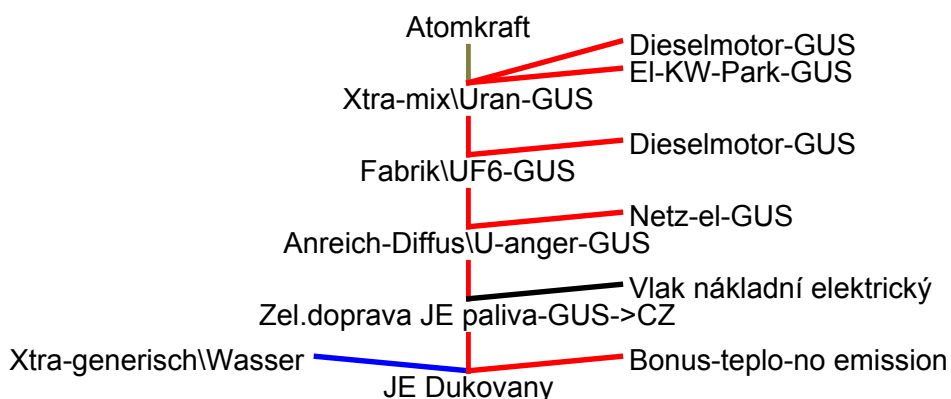 Atomkraft
Dieselmotor-GUS
El-KW-Park-GUS
Xtra-mix\Uran-GUS
Dieselmotor-GUS
Fabrik\UF6-GUS
Netz-el-GUS
Anreich-Diffus\U-anger-GUS
Vlak nákladní elektrický
Zel.doprava JE paliva-GUS->CZ
Xtra-generisch\Wasser
Bonus-teplo-no emission
JE Dukovany